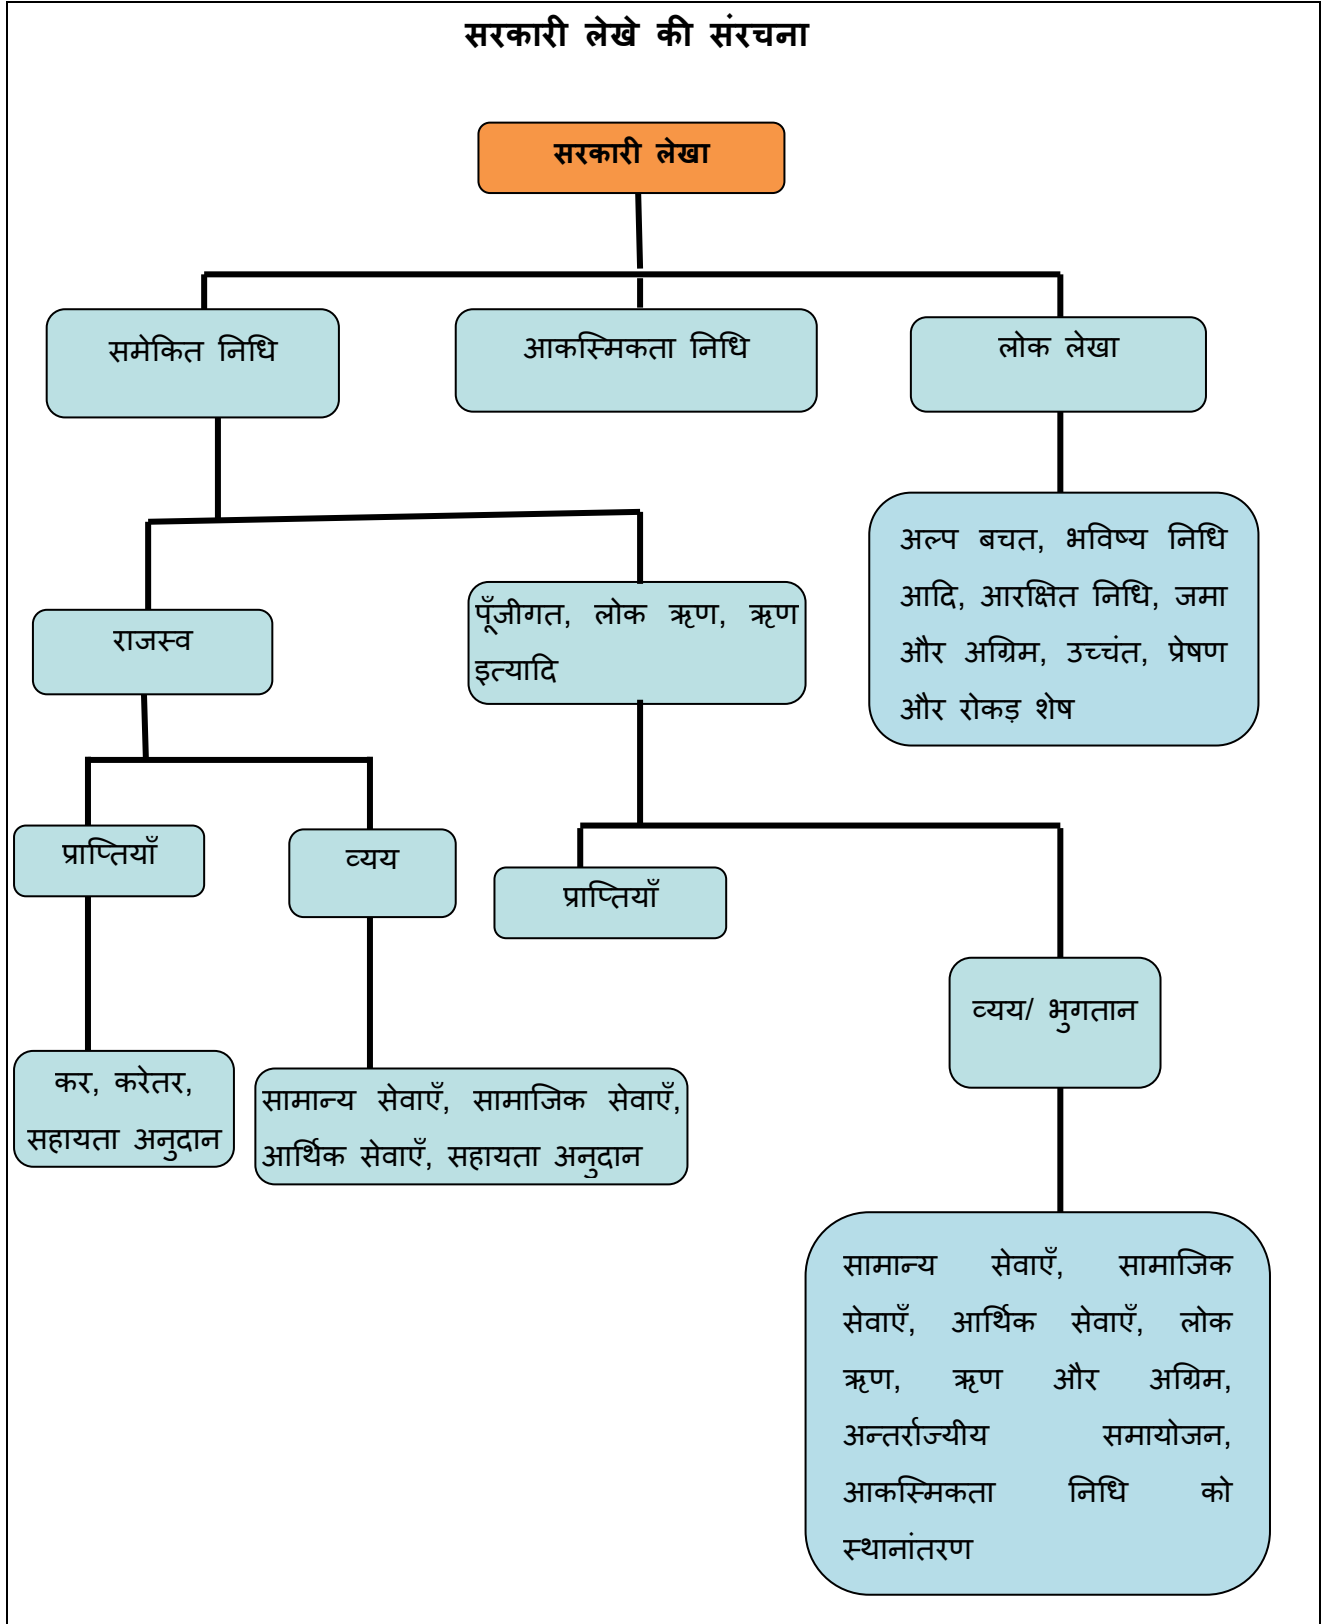 सरकारी लेखे की संरचना
सरकारी लेखा
समेकित निधि
आकस्मिकता निधि
लोक लेखा
अल्प बचत, भविष्य निधि
आदि, आरक्षित निधि, जमा
और अग्रिम, उच्चंत, प्रेषण
और रोकड़ शेष
राजस्व
पूँजीगत, लोक ऋण, ऋण
इत्यादि
प्राप्तियाँ
व्यय
प्राप्तियाँ
व्यय/ भुगतान
कर, करेतर,
सहायता अनुदान
सामान्य सेवाएँ, सामाजिक सेवाएँ,
आर्थिक सेवाएँ, सहायता अनुदान
सामान्य सेवाएँ, सामाजिक
सेवाएँ, आर्थिक सेवाएँ, लोक
ऋण, ऋण और अग्रिम,
अन्तर्राज्यीय समायोजन,
आकस्मिकता निधि को
स्थानांतरण